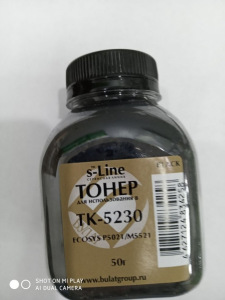 s-Line
ТОНЕР
ДЛЯ ИСПОЛЬЗОВАНИЯ В
TK-5230
ECOSYS P5021/M5521
50г
www.bulatgroup.ru
SHOT ON MI PLAY
AI DUAL CAMERA